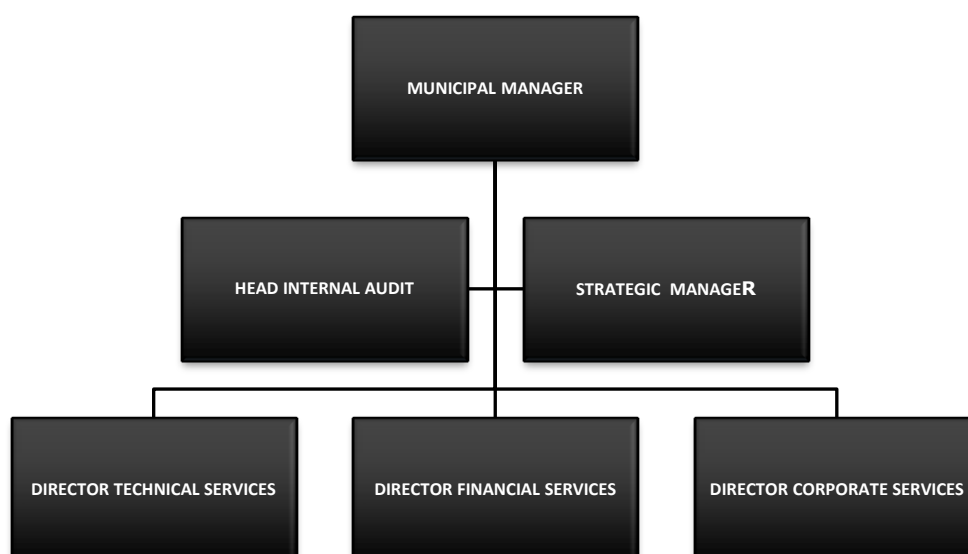 MUNICIPAL MANAGER
HEAD INTERNAL AUDIT
STRATEGIC MANAGER
DIRECTOR TECHNICAL SERVICES
DIRECTOR FINANCIAL SERVICES
DIRECTOR CORPORATE SERVICES